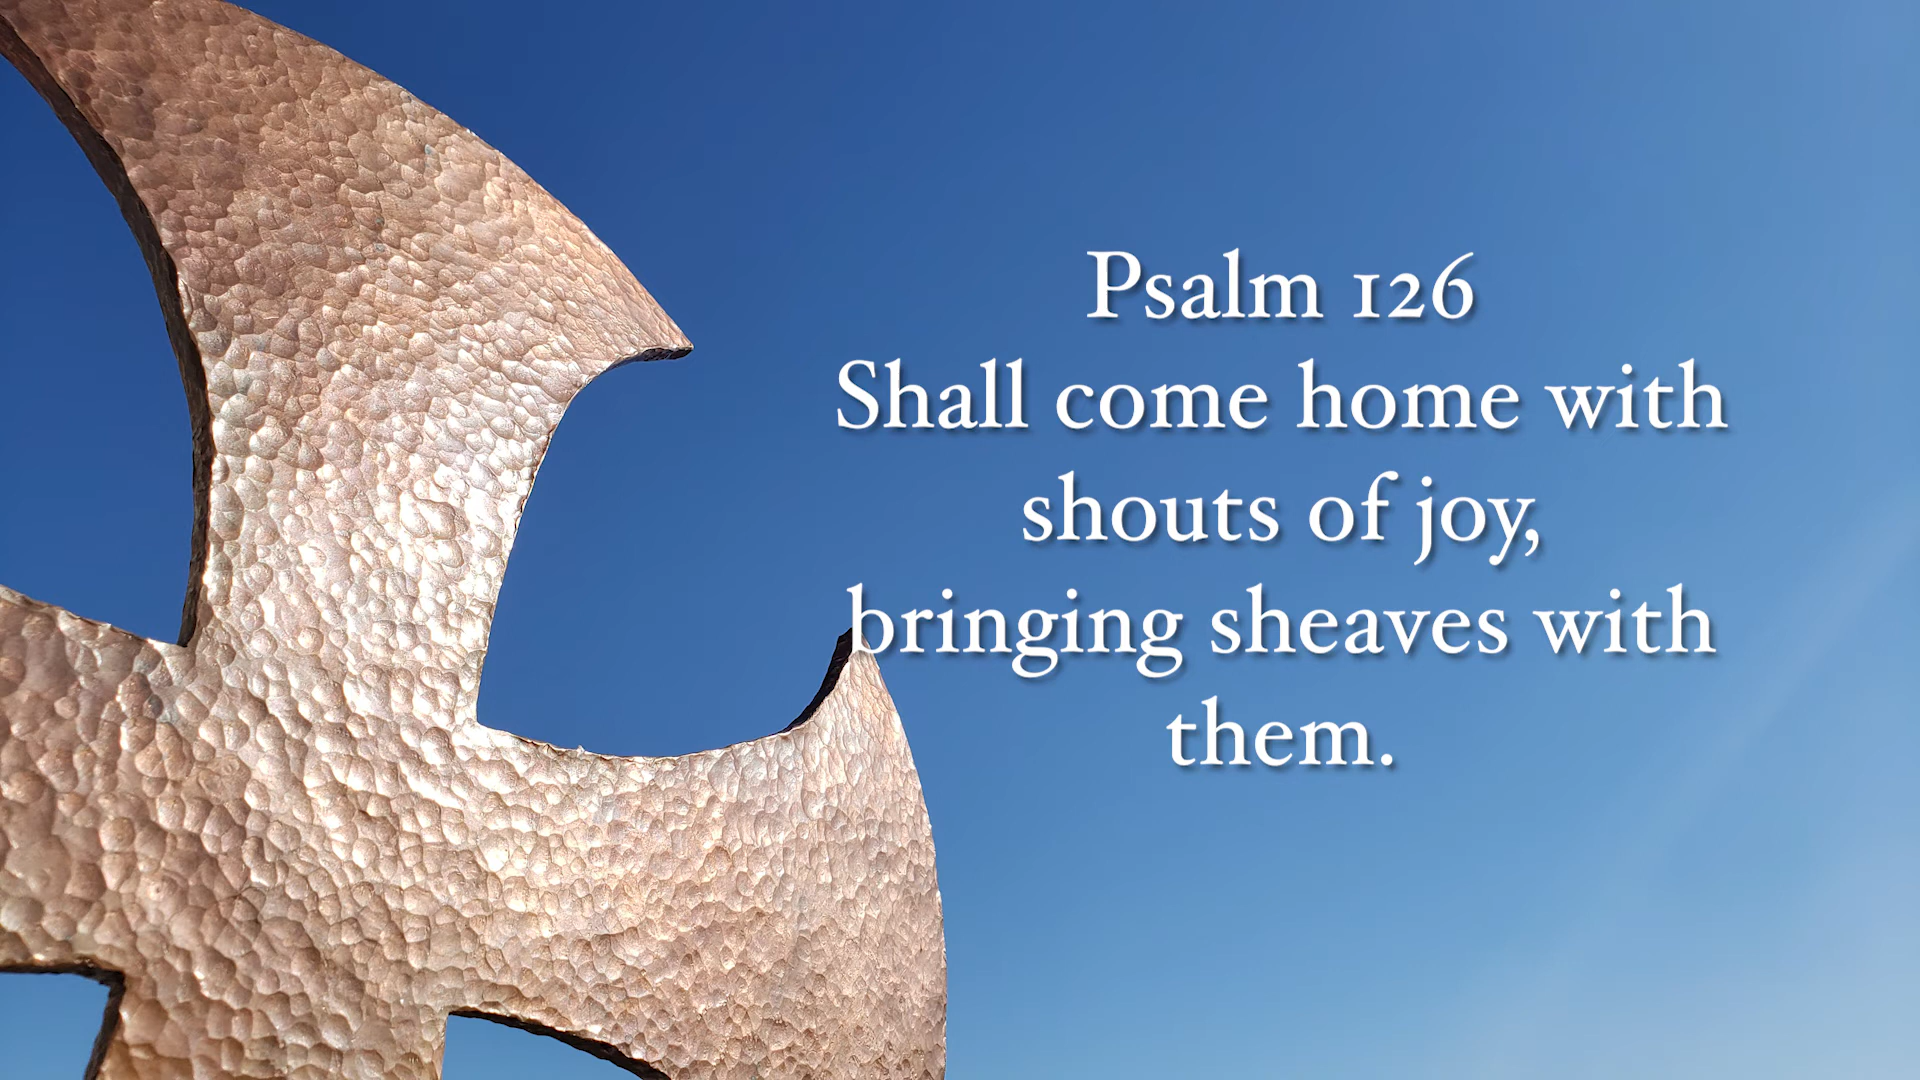 Psalm 126
Shall come home with
shouts of joy,
bringing sheaves with
them.